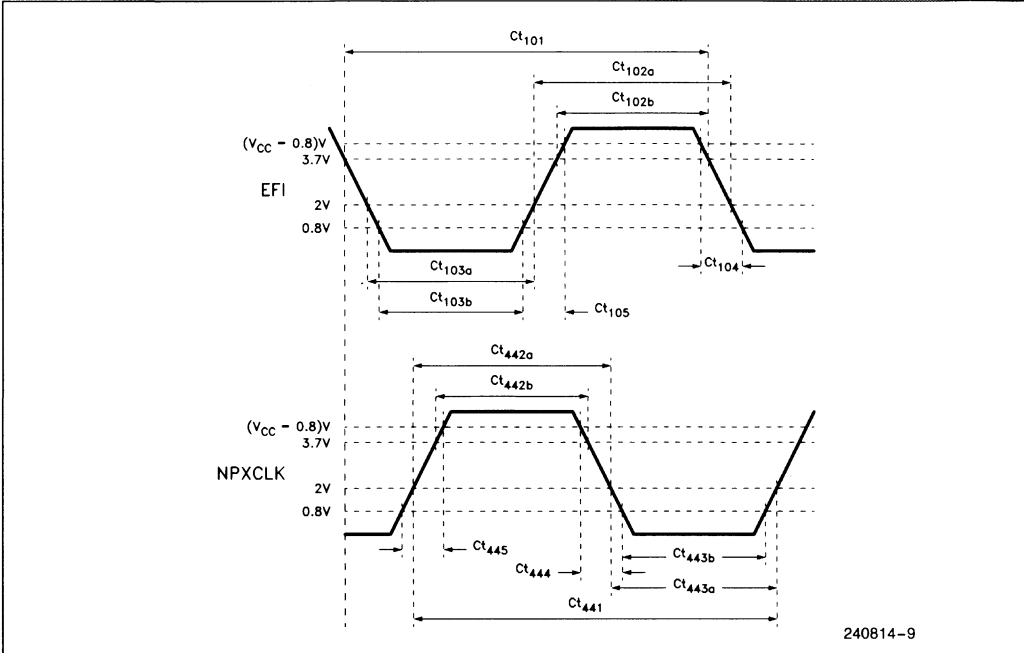 Ct101
Ct102a
Ct102b
(VCC – 0.8)V
3.7V
EFI
2V
0.8V
Ct103a
Ct104
Ct103b
Ct105
Ct442a
Ct442b
(VCC – 0.8)V
3.7V
NPXCLK
2V
0.8V
Ct445
Ct443b
Ct444
Ct443a
Ct441
240814–9